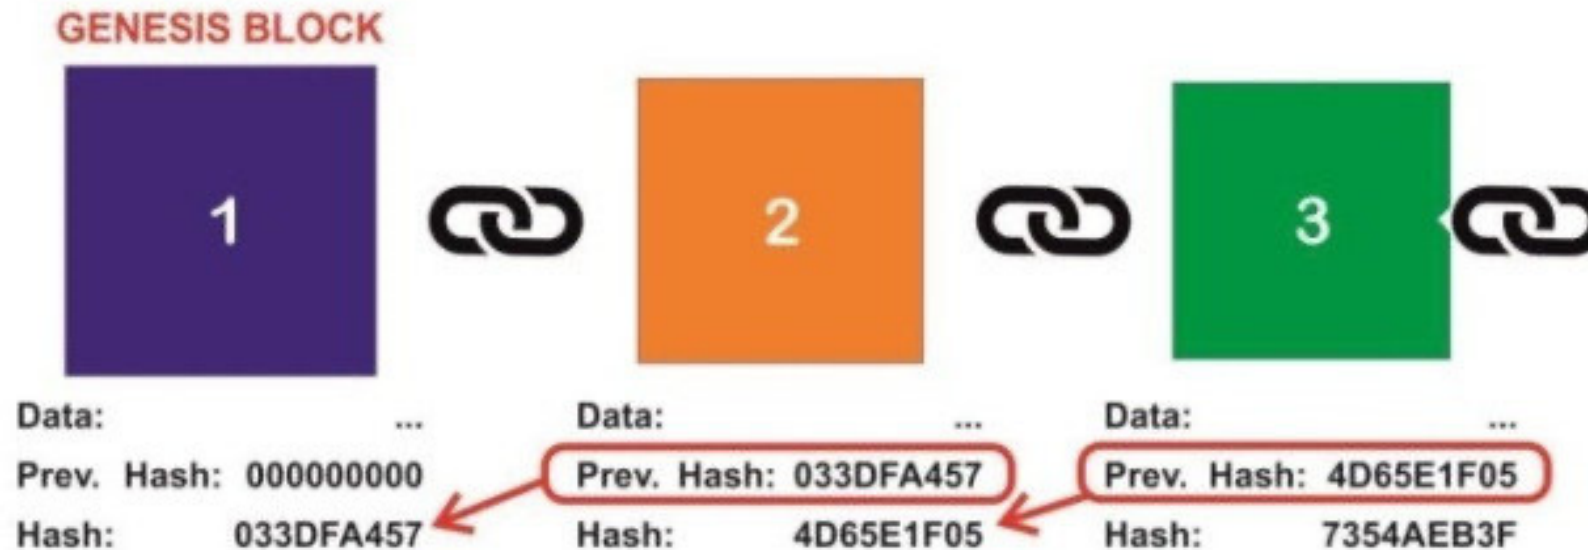 GENESIS BLOCK
1
2
3
Data: ...
Prev. Hash: 000000000
Hash: 033DFA457
Data: ...
Prev. Hash: 033DFA457
Hash: 4D65E1F05
Data: ...
Prev. Hash: 4D65E1F05
Hash: 7354AEB3F